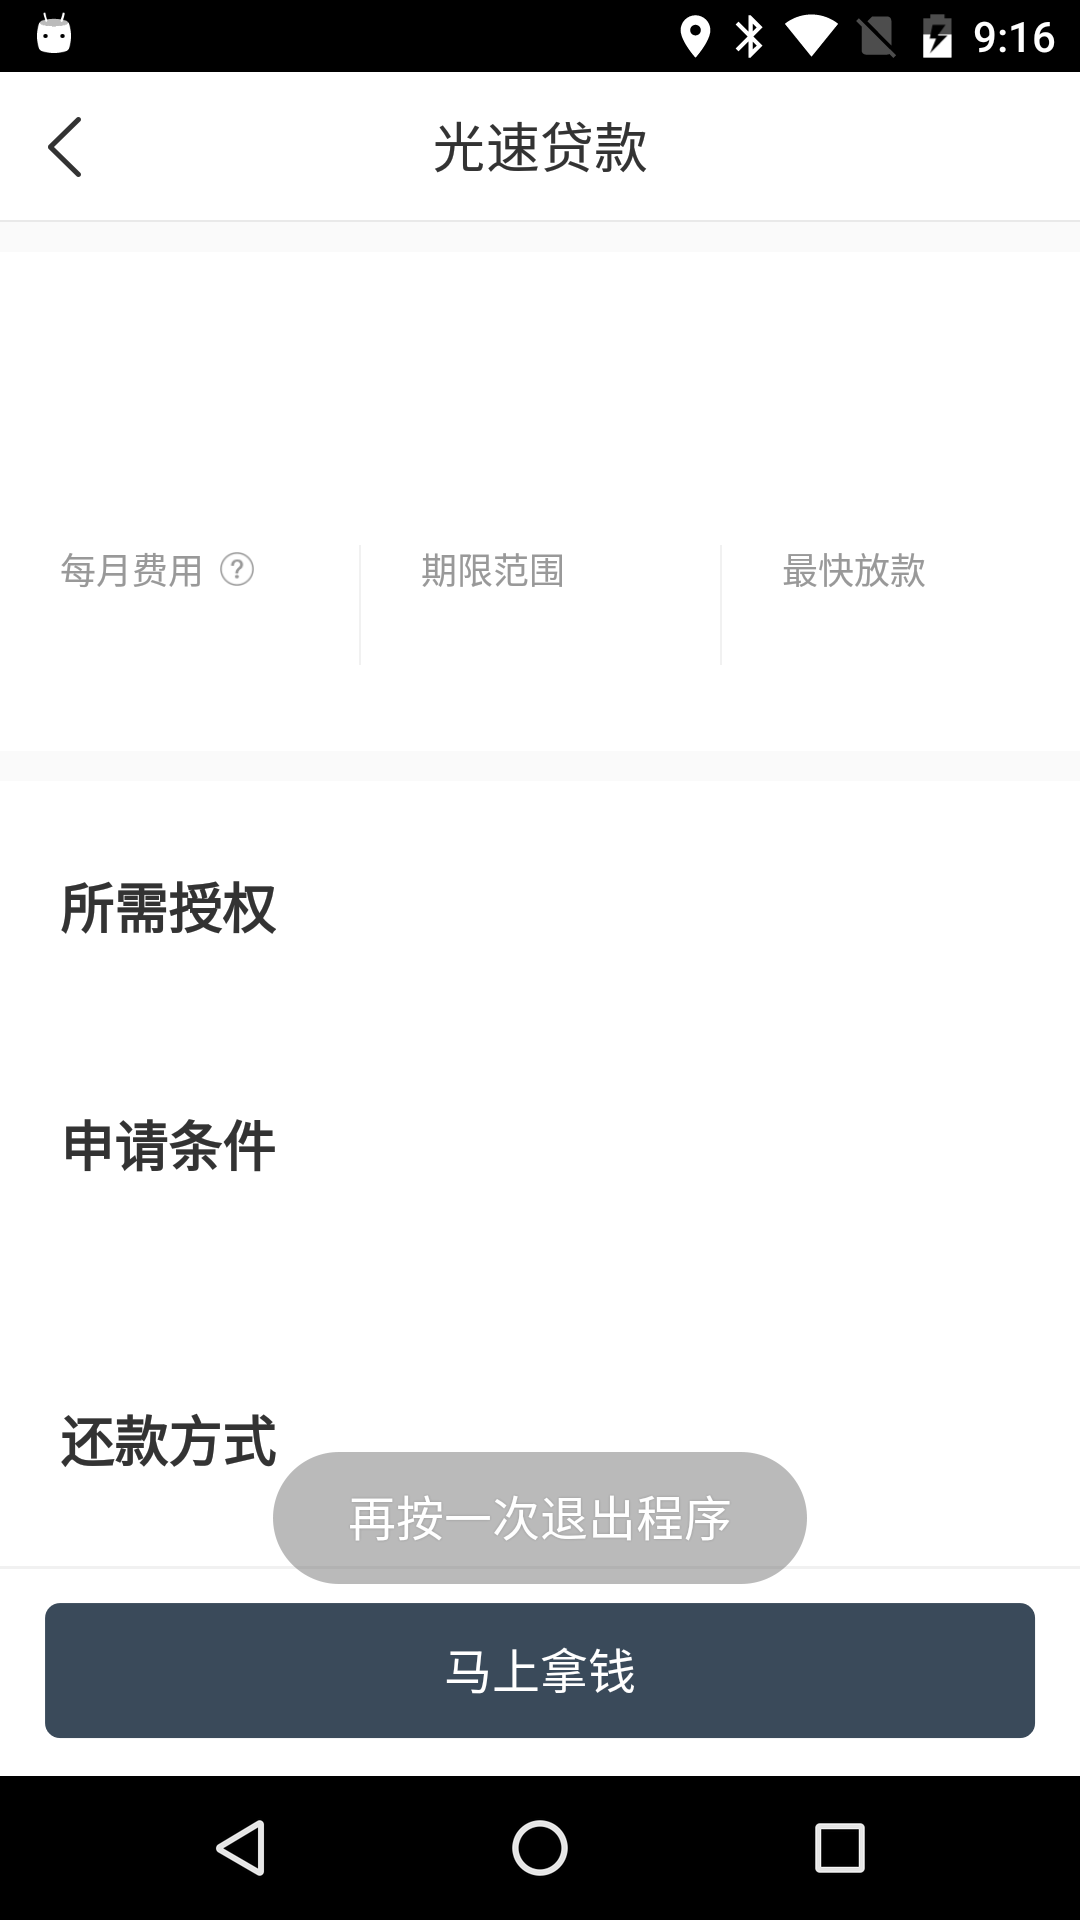 9:16
光速贷款
每月费用 ?
期限范围
最快放款
所需授权
申请条件
还款方式
再按一次退出程序
马上拿钱